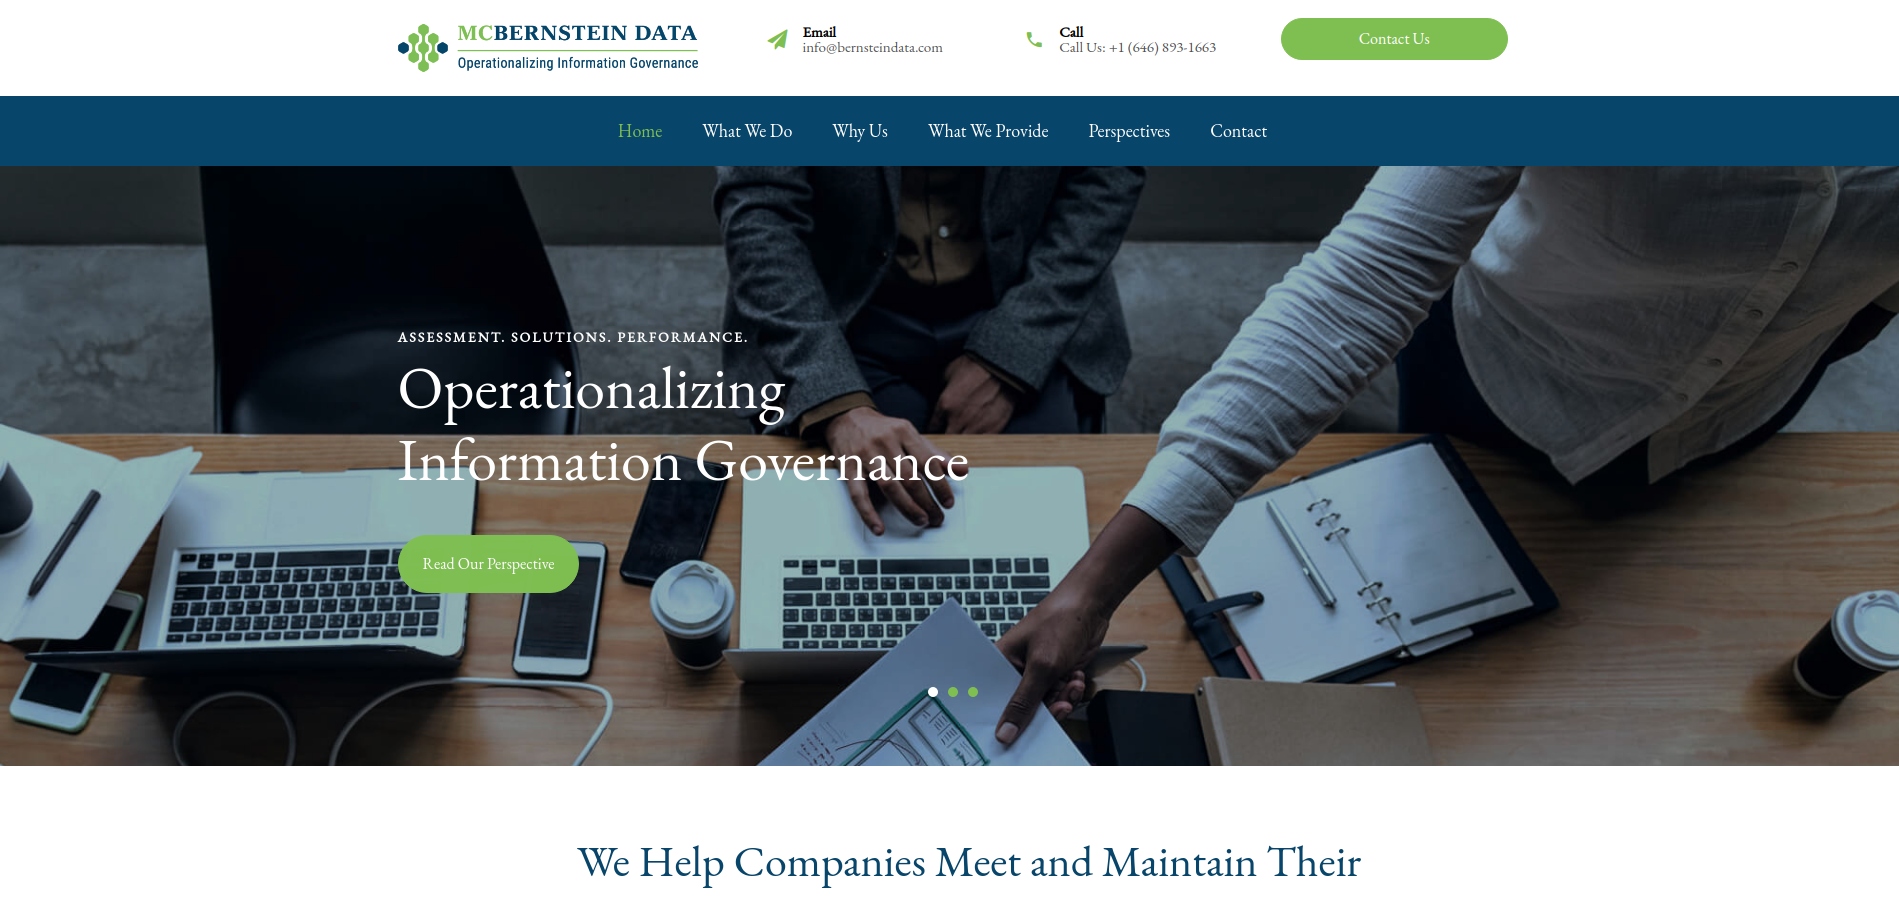 MCBERNSTEIN DATA
Operationalizing Information Governance
Email
info@bernsteindata.com
Call
Call Us: +1 (646) 893-1663
Contact Us
Home
What We Do
Why Us
What We Provide
Perspectives
Contact
ASSESSMENT. SOLUTIONS. PERFORMANCE.
Operationalizing
Information Governance
Read Our Perspective
We Help Companies Meet and Maintain Their